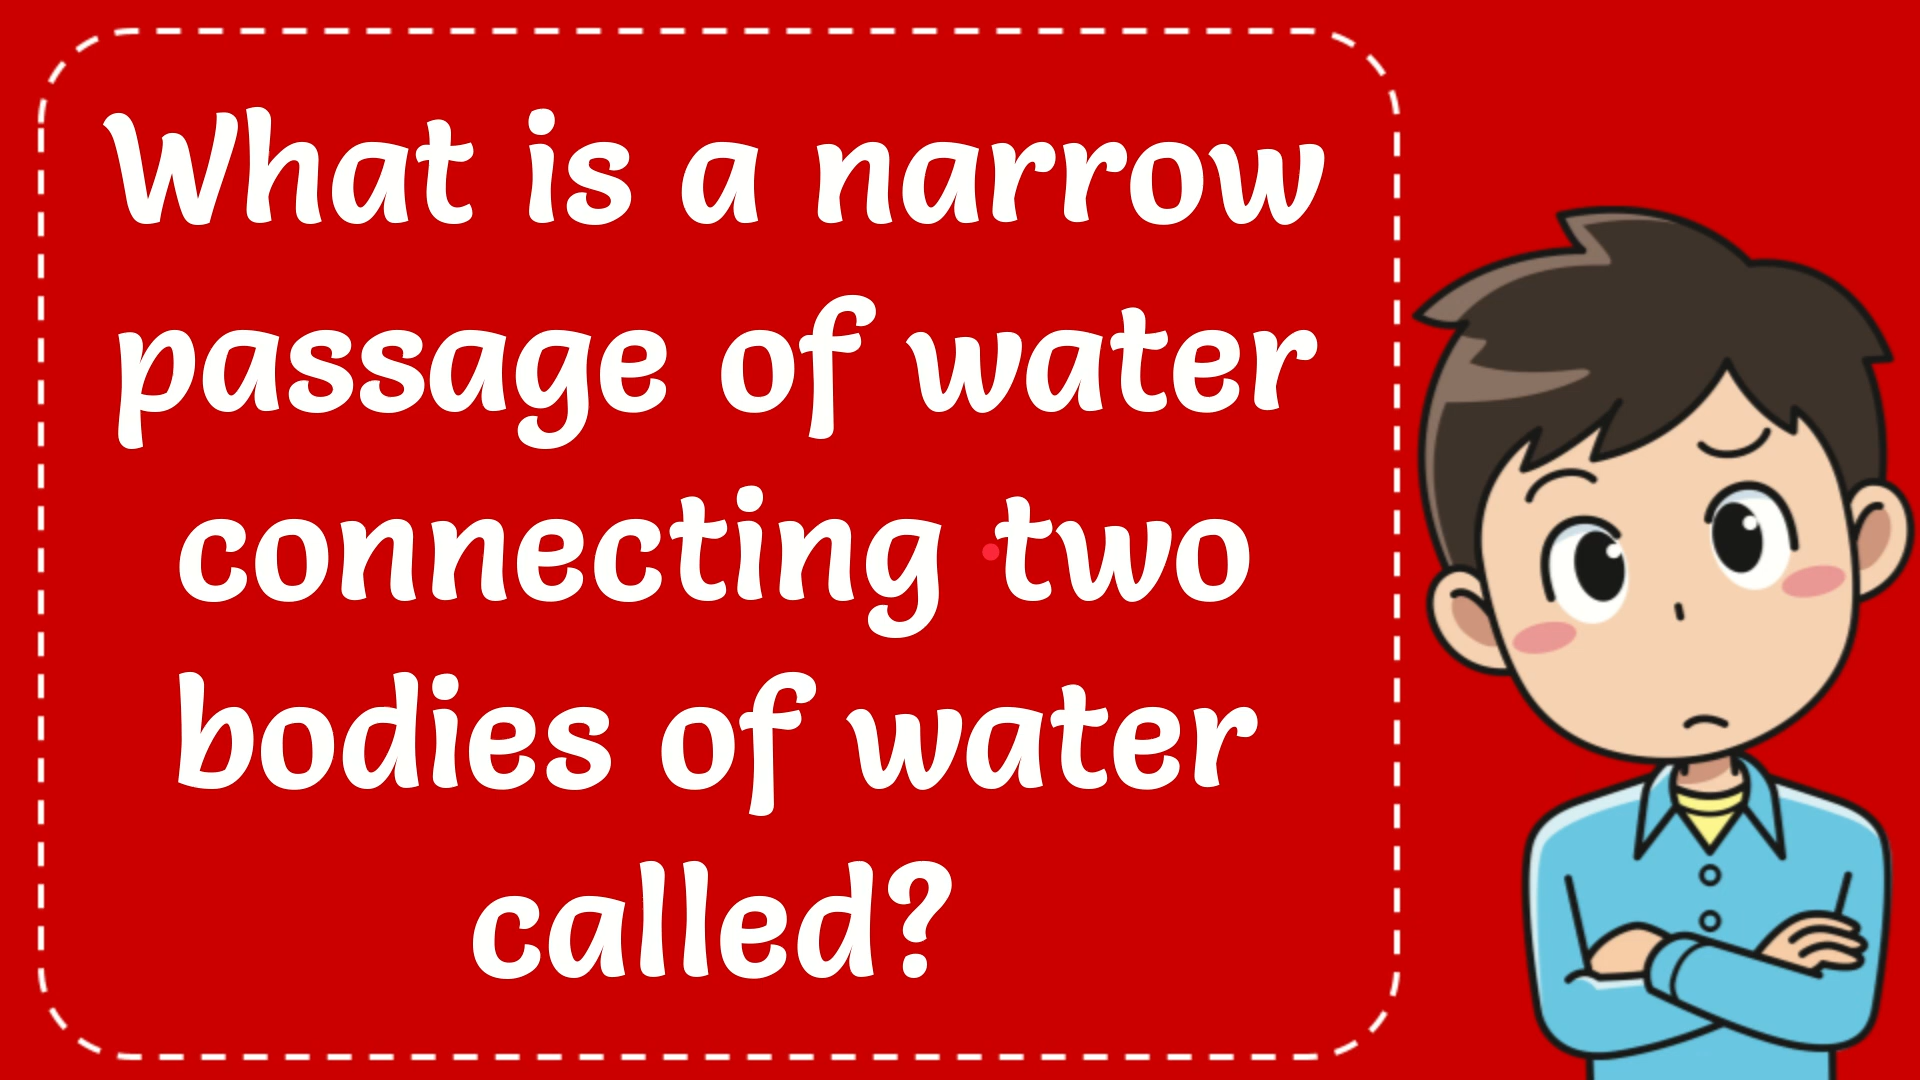 What is a narrow
passage of water
connecting two
bodies of water
called?